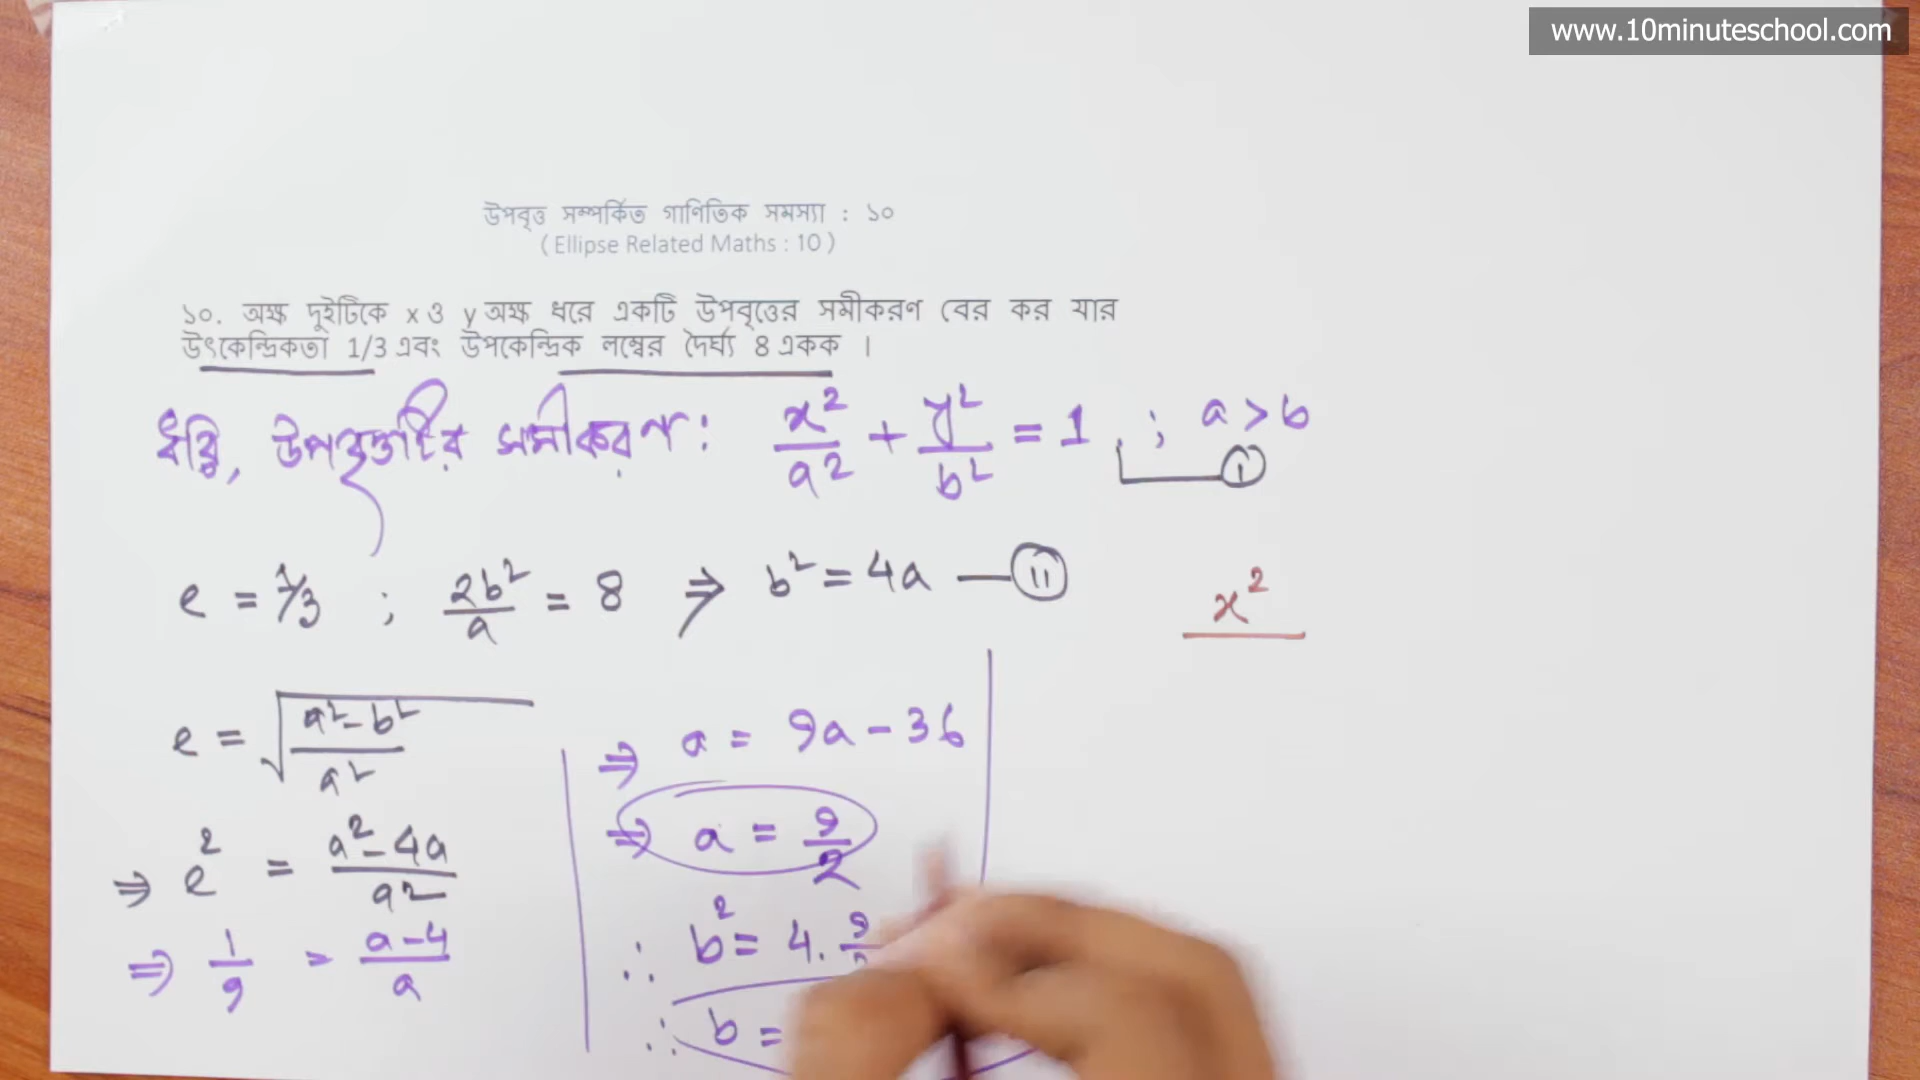 www.10minuteschool.com
উপবৃত্ত সম্পর্কিত গাণিতিক সমস্যা : ১০
( Ellipse Related Maths : 10 )
১০. অক্ষ দুইটিকে x ও y অক্ষ ধরে একটি উপবৃত্তের সমীকরণ বের কর যার
উৎকেন্দ্রিকতা 1/3 এবং উপকেন্দ্রিক লম্বের দৈর্ঘ্য 8 একক ।
ধরি, উপবৃত্তটির সমীকরণ: x²/a² + y²/b² = 1 ; a > b
I
e = 1/3 ; 2b²/a = 8 ⇒ b² = 4a — II
e = √(a²-b²/a²)
⇒ e² = a²-4a/a²
⇒ 1/9 = a-4/a
⇒ a = 9a - 36
⇒ a = 9/2
∴ b² = 4. 9
∴ b =
x²